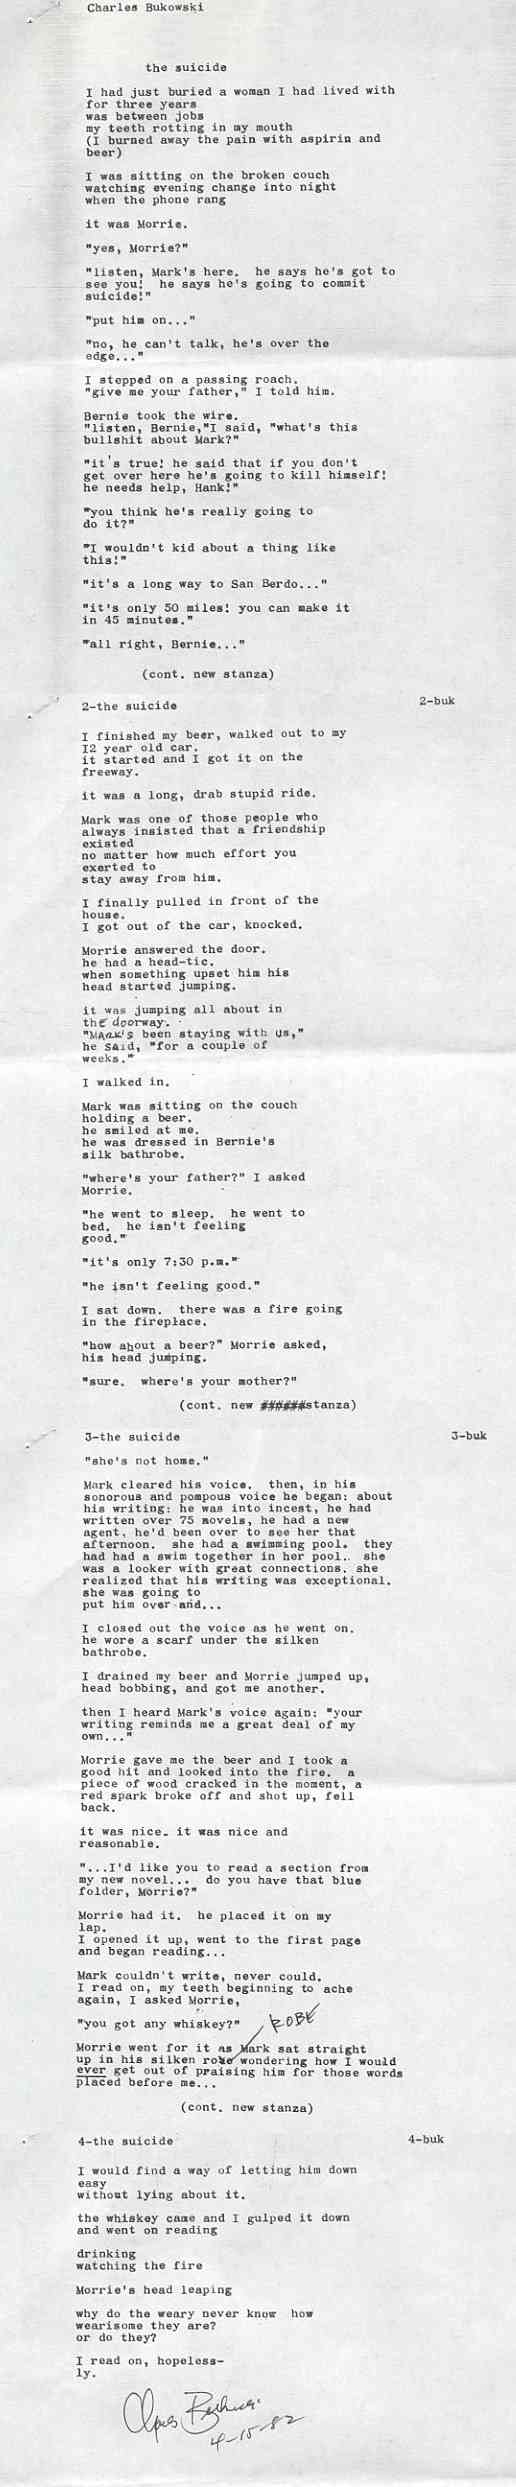 Charles Bukowski
the suicide
I had just buried a woman I had lived with
for three years
was between jobs
my teeth rotting in my mouth
(I burned away the pain with aspirin and
beer)
I was sitting on the broken couch
watching evening change into night
when the phone rang
it was Morrie.
"yes, Morrie?"
"listen, Mark's here.  he says he's got to
see you!  he says he's going to commit
suicide!"
"put him on..."
"no, he can't talk, he's over the
edge..."
I stepped on a passing roach.
"give me your father," I told him.
Bernie took the wire.
"listen, Bernie,"I said, "what's this
bullshit about Mark?"
"it's true! he said that if you don't
get over here he's going to kill himself!
he needs help, Hank!"
"you think he's really going to
do it?"
"I wouldn't kid about a thing like
this!"
"it's a long way to San Berdo..."
"it's only 50 miles! you can make it
in 45 minutes."
"all right, Bernie..."
(cont. new stanza)
2-the suicide 2-buk
I finished my beer, walked out to my
I2 year old car.
it started and I got it on the
freeway.
it was a long, drab stupid ride.
Mark was one of those people who
always insisted that a friendship
existed
no matter how much effort you
exerted to
stay away from him.
I finally pulled in front of the
house.
I got out of the car, knocked.
Morrie answered the door.
he had a head-tic.
when something upset him his
head started jumping.
it was jumping all about in
thE doorway.
"MARK'S been staying with us,"
he SAid, "for a couple of
weeks."
I walked in.
Mark was sitting on the couch
holding a beer.
he smiled at me.
he was dressed in Bernie's
silk bathrobe.
"where's your father?" I asked
Morrie.
"he went to sleep.  he went to
bed.  he isn't feeling
good."
"it's only 7:30 p.m."
"he isn't feeling good."
I sat down.  there was a fire going
in the fireplace.
"how about a beer?" Morrie asked,
his head jumping.
"sure.  where's your mother?"
(cont. new ######stanza)
3-the suicide 3-buk
"she's not home."
Mark cleared his voice.  then, in his
sonorous and pompous voice he began: about
his writing: he was into incest, he had
written over 75 novels, he had a new
agent, he'd been over to see her that
afternoon.  she had a swimming pool.  they
had had a swim together in her pool..  she
was a looker with great connections. she
realized that his writing was exceptional.
she was going to
put him over and...
I closed out the voice as he went on.
he wore a scarf under the silken
bathrobe.
I drained my beer and Morrie jumped up,
head bobbing, and got me another.
then I heard Mark's voice again: "your
writing reminds me a great deal of my
own..."
Morrie gave me the beer and I took a
good hit and looked into the fire.  a
piece of wood cracked in the moment, a
red spark broke off and shot up, fell
back.
it was nice. it was nice and
reasonable.
"...I'd like you to read a section from
my new novel...  do you have that blue
folder, Morrie?"
Morrie had it.  he placed it on my
lap.
I opened it up, went to the first page
and began reading...
Mark couldn't write, never could.
I read on, my teeth beginning to ache
again, I asked Morrie,
"you got any whiskey?"
ROBE
Morrie went for it as Mark sat straight
up in his silken robe wondering how I would
ever get out of praising him for those words
placed before me...
(cont. new stanza)
4-the suicide 4-buk
I would find a way of letting him down
easy
without lying about it.
the whiskey came and I gulped it down
and went on reading
drinking
watching the fire
Morrie's head leaping
why do the weary never know  how
wearisome they are?
or do they?
I read on, hopeless-
ly.
Charles Bukowski
4-15-82